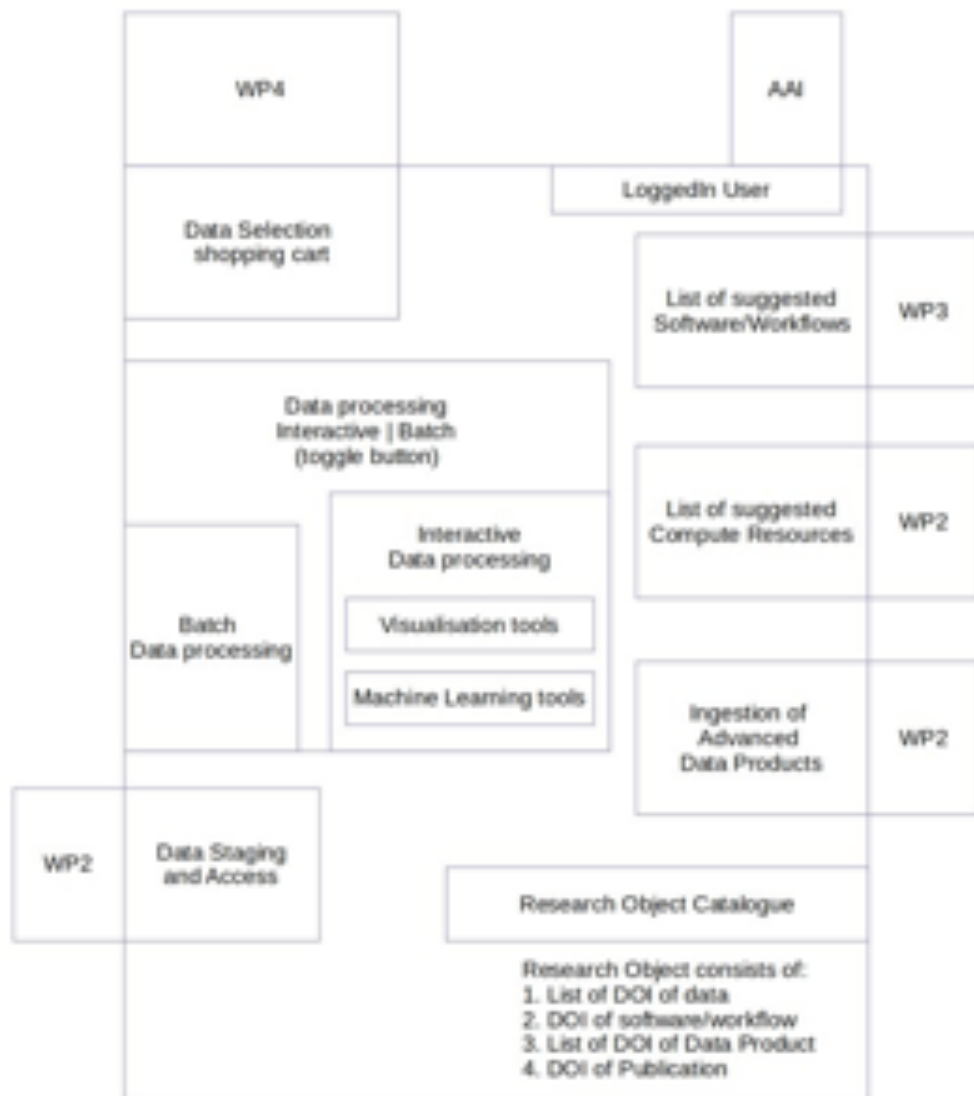 WP4
AAI
LoggedIn User
Data Selection
shopping cart
List of suggested
Software/Workflows
WP3
Data processing
Interactive | Batch
(toggle button)
List of suggested
Compute Resources
WP2
Interactive
Data processing
Visualisation tools
Machine Learning tools
Batch
Data processing
Ingestion of
Advanced
Data Products
WP2
WP2
Data Staging
and Access
Research Object Catalogue
Research Object consists of:
1. List of DOI of data
2. DOI of software/workflow
3. List of DOI of Data Product
4. DOI of Publication